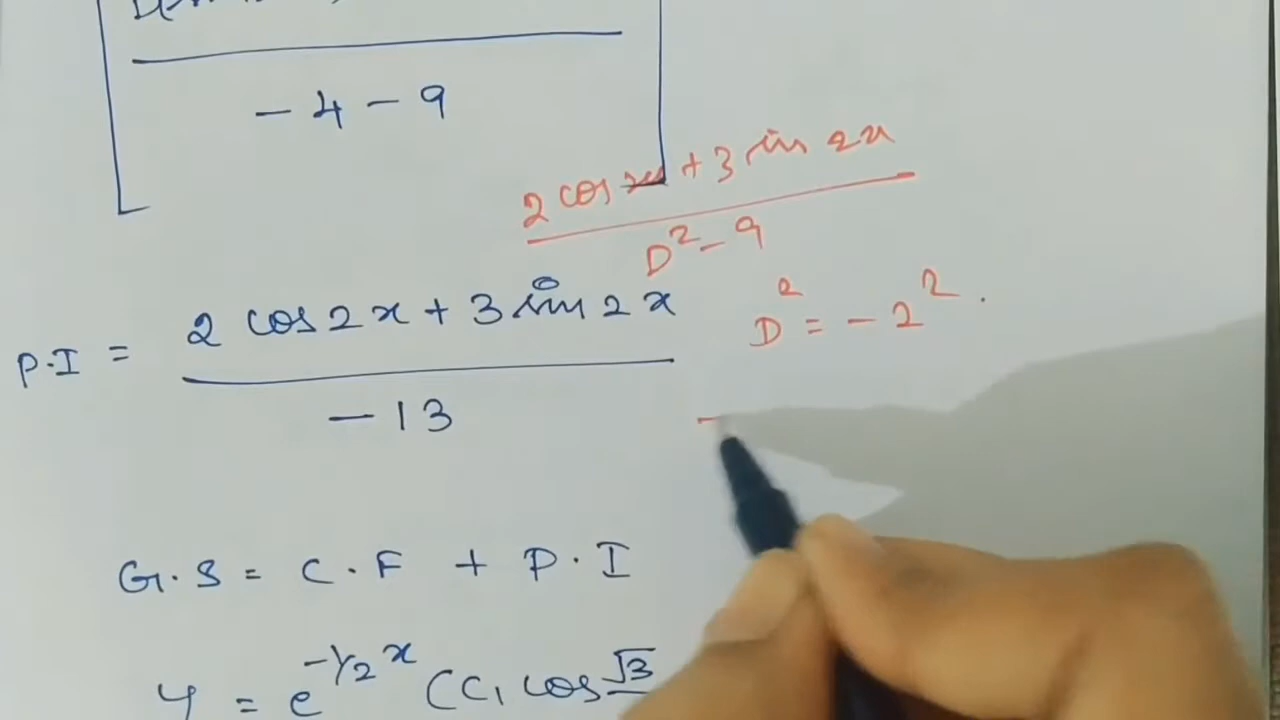 - 4 - 9
2 cos x + 3 sin 2x
D² - 9
P.I = 2 cos 2x + 3 sin 2x
- 13
D² = - 2².
-
G.S = C.F + P.I
y = e^(-1/2 x) (C₁ cos √3